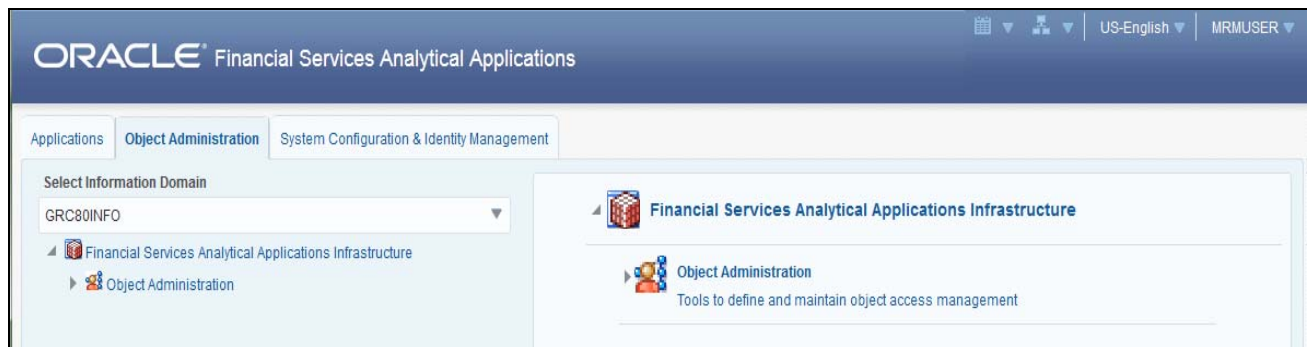 US-English MRMUSER
ORACLE® Financial Services Analytical Applications
Applications Object Administration System Configuration & Identity Management
Select Information Domain
GRC80INFO
Financial Services Analytical Applications Infrastructure
Object Administration
Financial Services Analytical Applications Infrastructure
Object Administration
Tools to define and maintain object access management